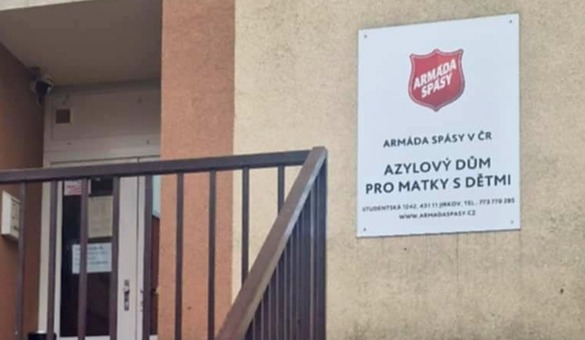 ARMÁDA
SPÁSY
ARMÁDA SPÁSY V ČR
AZYLOVÝ DŮM
PRO MATKY S DĚTMI
STUDENTSKÁ 1242, 431 11 JIRKOV, TEL.: 773 770 285
WWW.ARMADASPASY.CZ